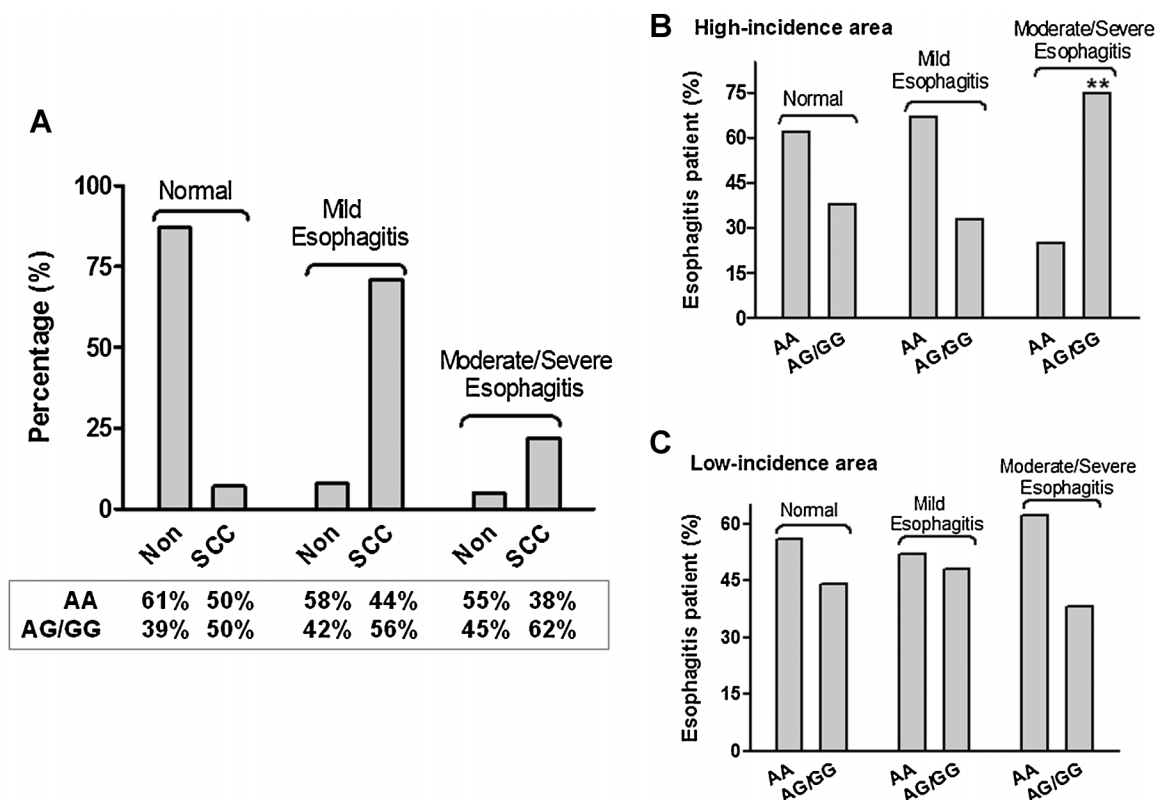 A
Percentage (%)
100
75
50
25
0
Normal
Mild
Esophagitis
Moderate/Severe
Esophagitis
Non SCC Non SCC Non SCC
AA 61% 50% 58% 44% 55% 38%
AG/GG 39% 50% 42% 56% 45% 62%
B High-incidence area
Esophagitis patient (%)
75
60
45
30
15
0
Normal
Mild
Esophagitis
Moderate/Severe
Esophagitis
**
AA AG/GG AA AG/GG AA AG/GG
C Low-incidence area
Esophagitis patient (%)
60
45
30
15
0
Normal
Mild
Esophagitis
Moderate/Severe
Esophagitis
AA AG/GG AA AG/GG AA AG/GG